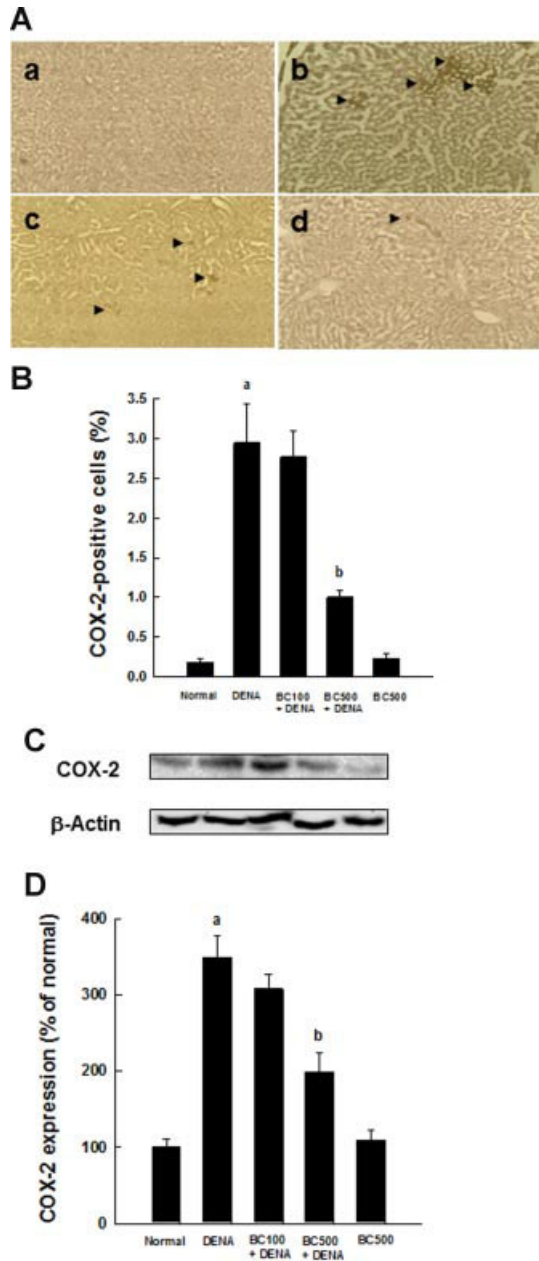 A
a
b
c
d
B
COX-2-positive cells (%)
3.5
3.0
2.5
2.0
1.5
1.0
0.5
0.0
a
b
Normal DENA BC100 + DENA BC500 + DENA BC500
C
COX-2
β-Actin
D
COX-2 expression (% of normal)
400
300
200
100
0
a
b
Normal DENA BC100 + DENA BC500 + DENA BC500